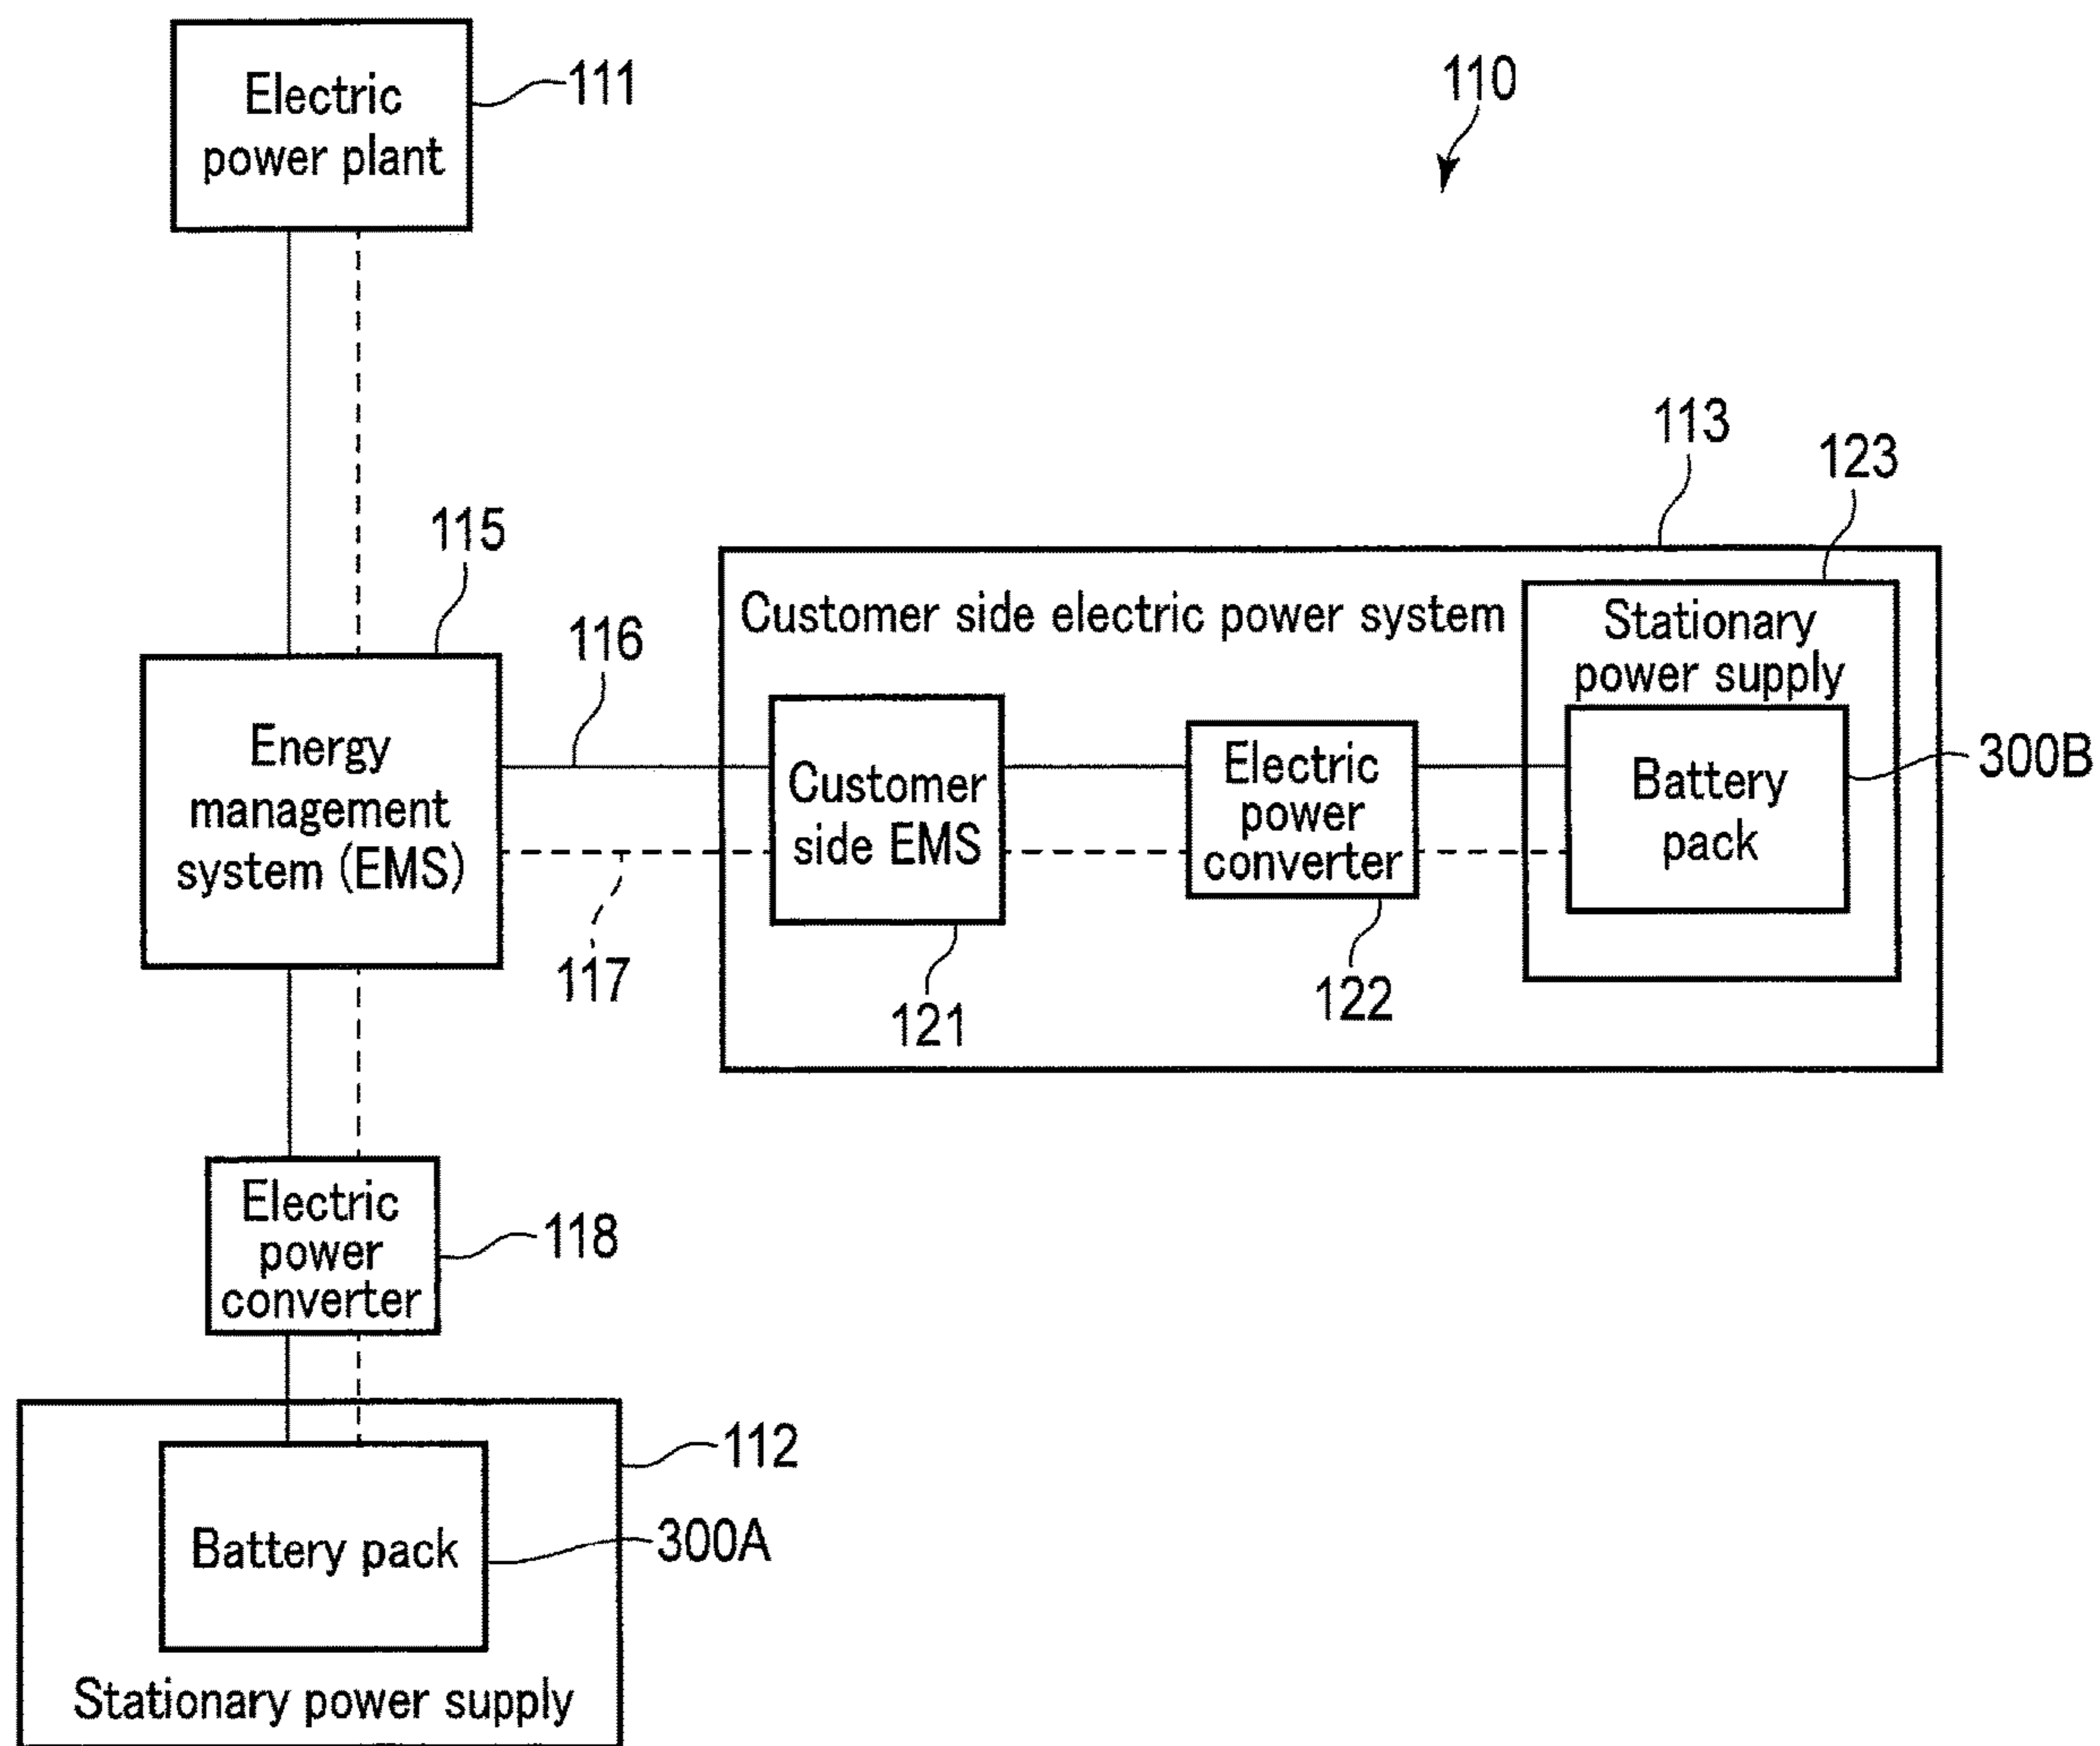 Electric
power plant
111
110
113
123
115
116
Customer side electric power system
Stationary
power supply
Energy
management
system (EMS)
Customer
side EMS
Electric
power
converter
Battery
pack
300B
117
121
122
Electric
power
converter
118
112
Battery pack
300A
Stationary power supply